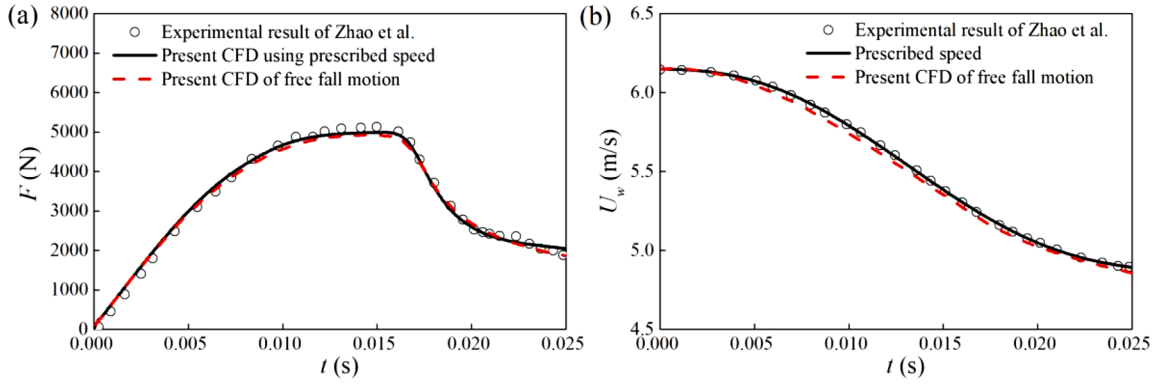 (a)
Experimental result of Zhao et al.
Present CFD using prescribed speed
Present CFD of free fall motion
8000
7000
6000
5000
4000
3000
2000
1000
0
F (N)
0.000 0.005 0.010 0.015 0.020 0.025
t (s)
(b)
Experimental result of Zhao et al.
Prescribed speed
Present CFD of free fall motion
6.5
6.0
5.5
5.0
4.5
U_w (m/s)
0.000 0.005 0.010 0.015 0.020 0.025
t (s)